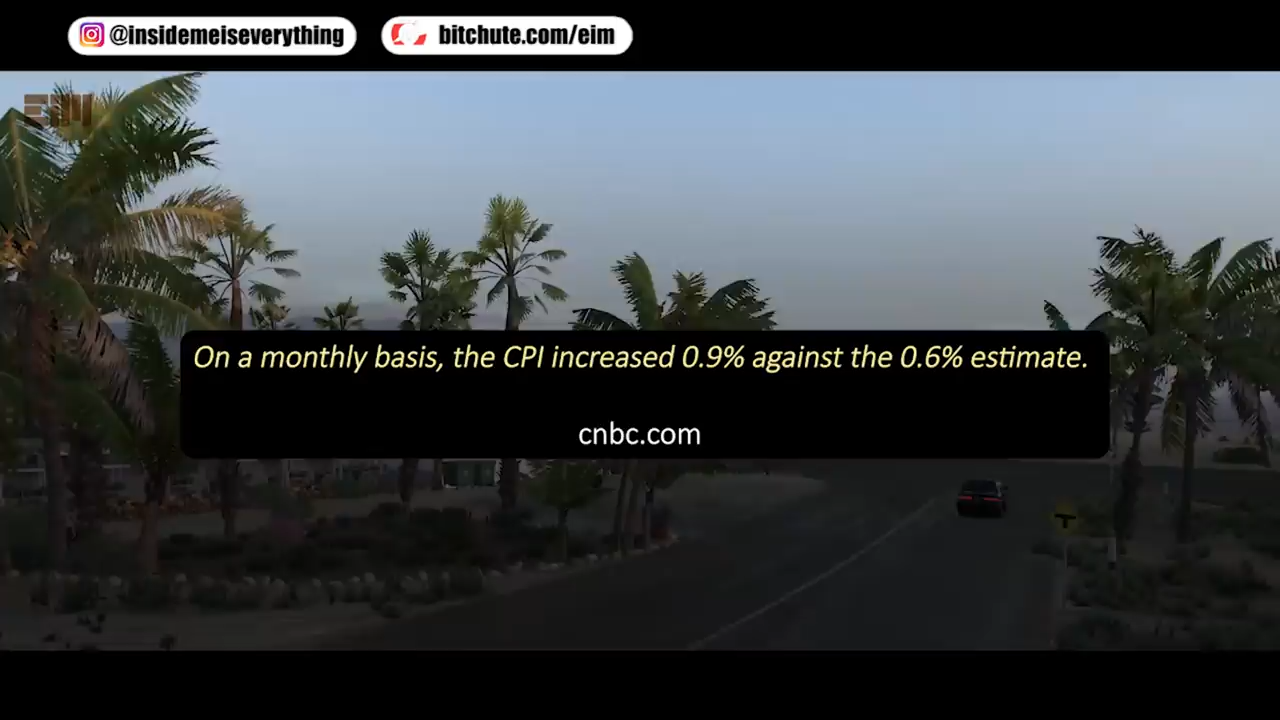 @insidemeiseverything
bitchute.com/eim
EIM
On a monthly basis, the CPI increased 0.9% against the 0.6% estimate.
cnbc.com